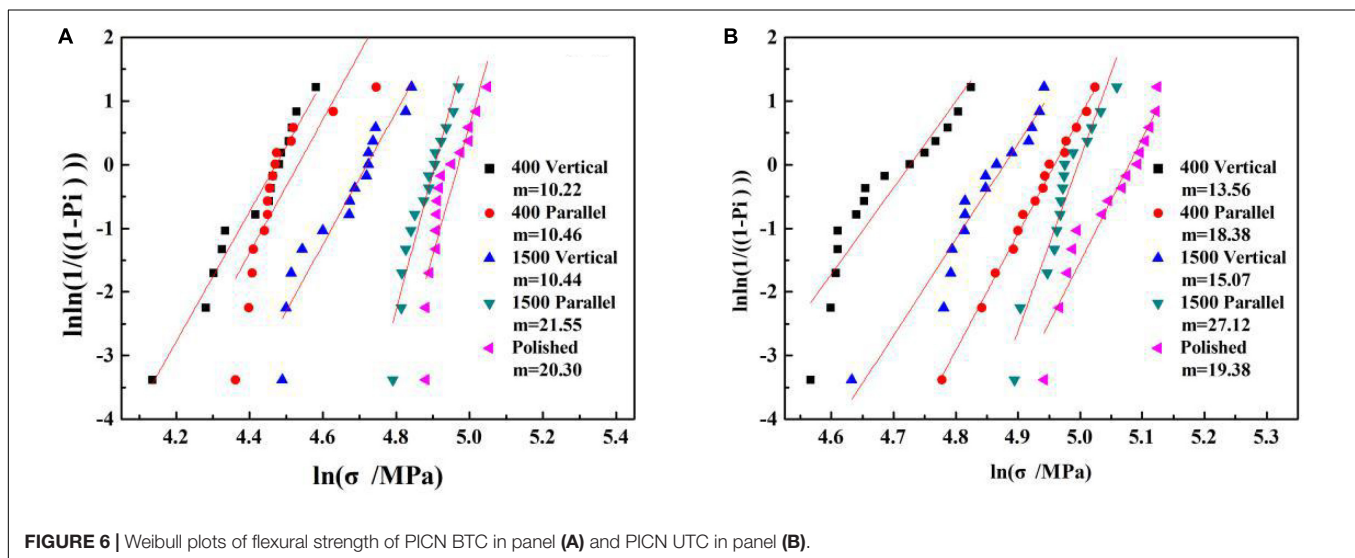 A
2
1
0
-1
-2
-3
-4
lnln(1/((1-Pi ) ))
4.2 4.4 4.6 4.8 5.0 5.2 5.4
ln(σ /MPa)
400 Vertical
m=10.22
400 Parallel
m=10.46
1500 Vertical
m=10.44
1500 Parallel
m=21.55
Polished
m=20.30
B
2
1
0
-1
-2
-3
-4
lnln(1/((1-Pi ) ))
4.6 4.7 4.8 4.9 5.0 5.1 5.2 5.3
ln(σ /MPa)
400 Vertical
m=13.56
400 Parallel
m=18.38
1500 Vertical
m=15.07
1500 Parallel
m=27.12
Polished
m=19.38
FIGURE 6 | Weibull plots of flexural strength of PICN BTC in panel (A) and PICN UTC in panel (B).